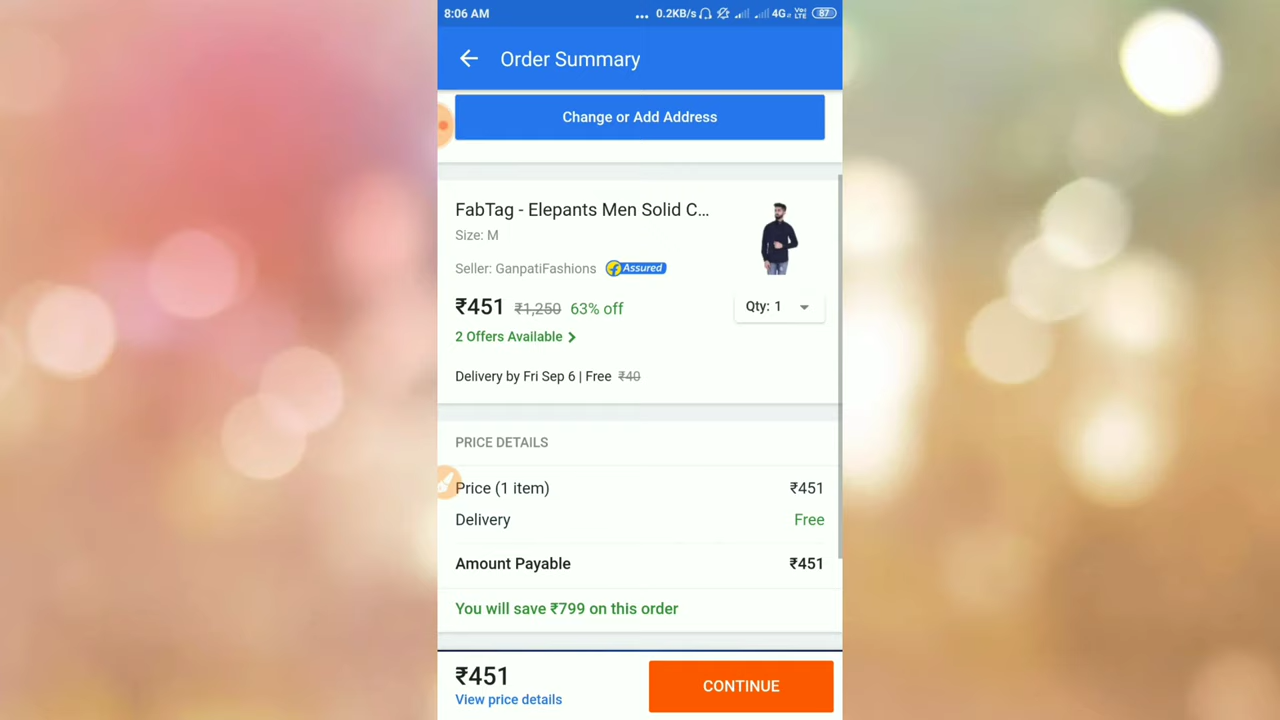 8:06 AM
... 0.2KB/s 4G Vo LTE 87
Order Summary
Change or Add Address
FabTag - Elepants Men Solid C...
Size: M
Seller: GanpatiFashions f Assured
₹451 ₹1,250 63% off
Qty: 1
2 Offers Available
Delivery by Fri Sep 6 | Free ₹40
PRICE DETAILS
Price (1 item) ₹451
Delivery Free
Amount Payable ₹451
You will save ₹799 on this order
₹451
View price details
CONTINUE